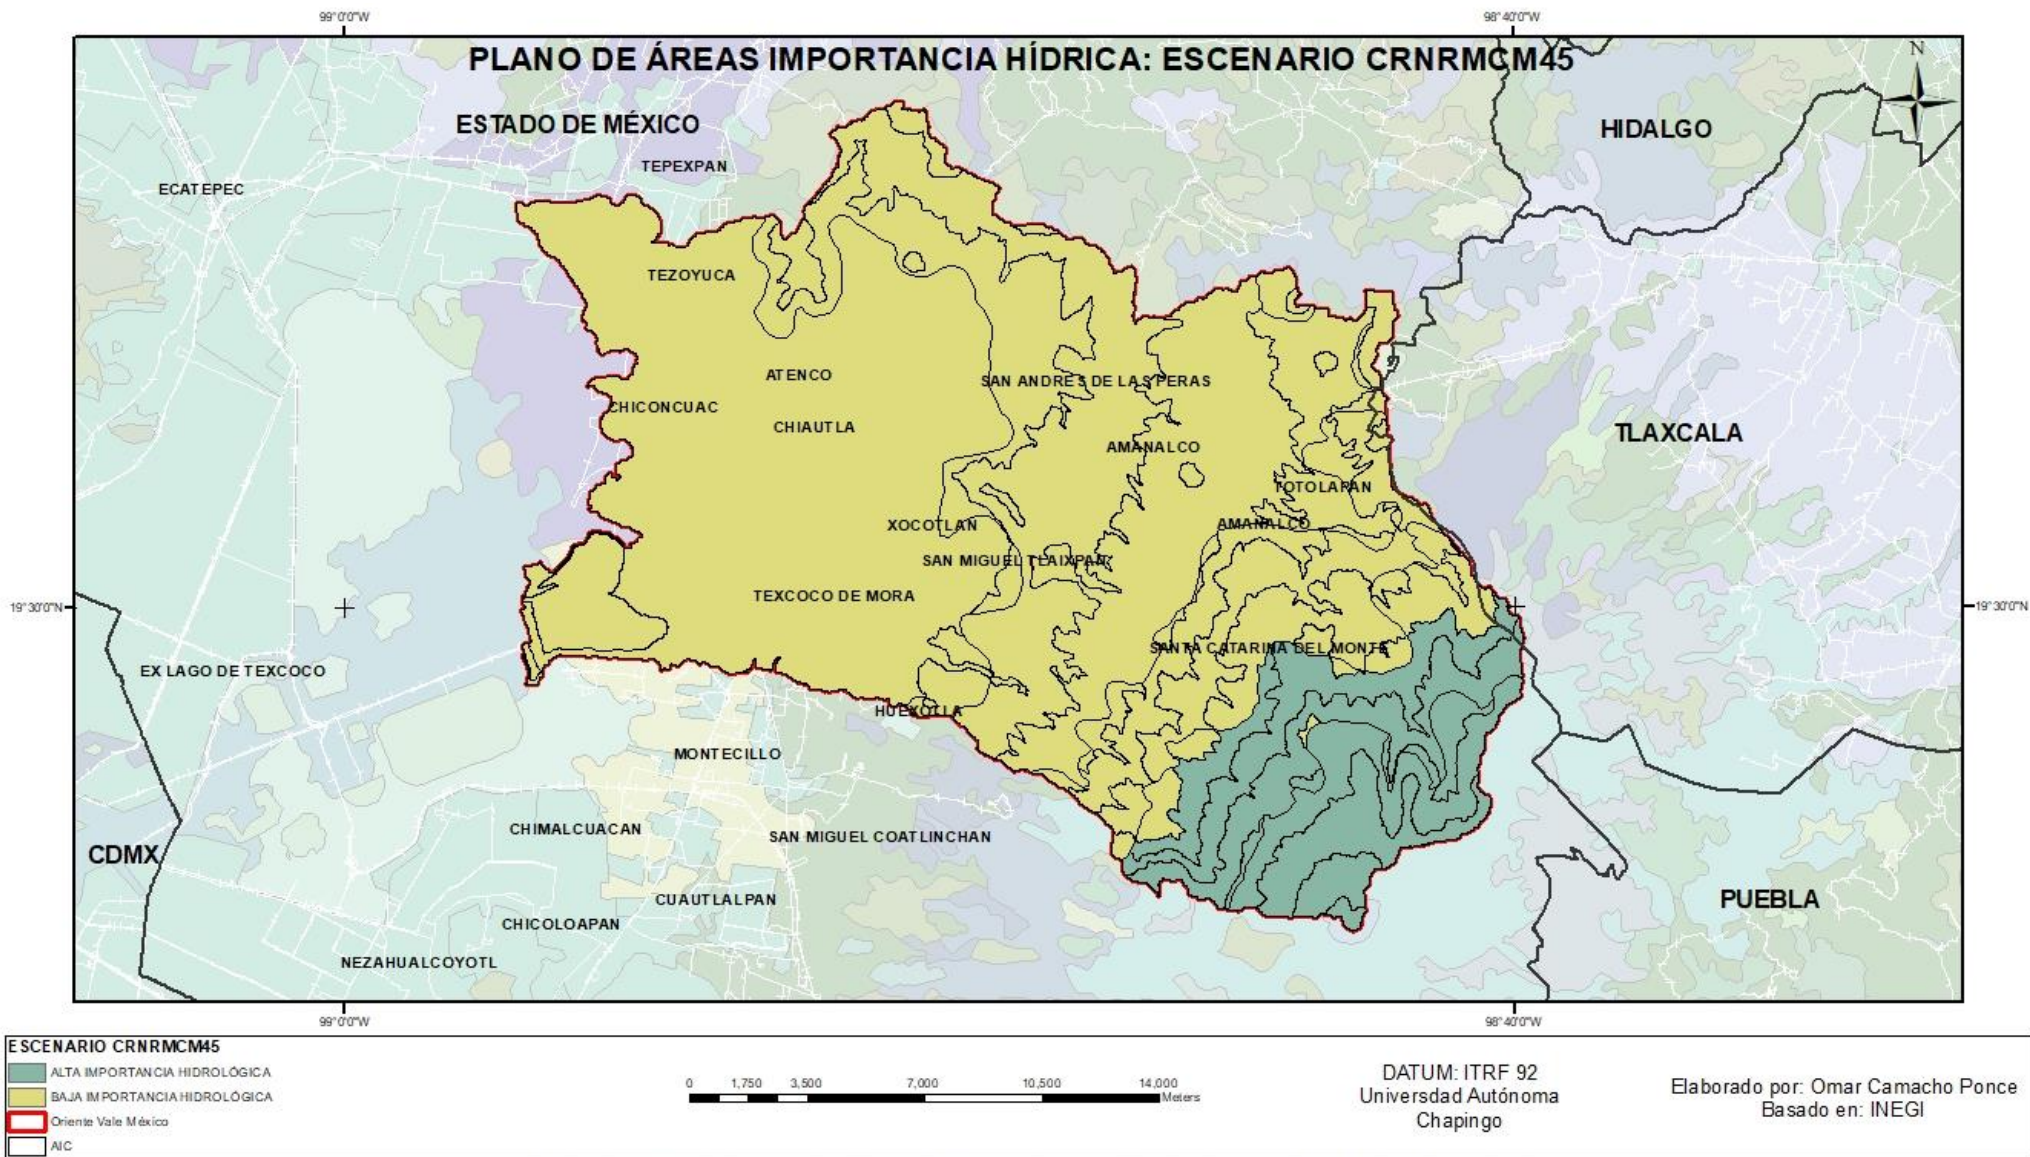 99°0'0"W
98°40'0"W
PLANO DE ÁREAS IMPORTANCIA HÍDRICA: ESCENARIO CRNRMCM45
N
ESTADO DE MÉXICO
HIDALGO
TEPEXPAN
ECATEPEC
TEZOYUCA
ATENCO
SAN ANDRES DE LAS PERAS
CHICONCUAC
CHIAUTLA
TLAXCALA
AMANALCO
TOTOLAPAN
XOCOTLAN
AMANALCO
SAN MIGUEL TLAIXPAN
TEXCOCO DE MORA
19°30'0"N
19°30'0"N
SANTA CATARINA DEL MONTE
EX LAGO DE TEXCOCO
HUEXOTLA
MONTECILLO
CHIMALCUACAN
SAN MIGUEL COATLINCHAN
CDMX
CUAUTLALPAN
PUEBLA
CHICOLOAPAN
NEZAHUALCOYOTL
99°0'0"W
98°40'0"W
ESCENARIO CRNRMCM45
ALTA IMPORTANCIA HIDROLÓGICA
BAJA IMPORTANCIA HIDROLÓGICA
Oriente Vale México
AIC
0 1,750 3,500 7,000 10,500 14,000
Meters
DATUM: ITRF 92
Universdad Autónoma
Chapingo
Elaborado por: Omar Camacho Ponce
Basado en: INEGI